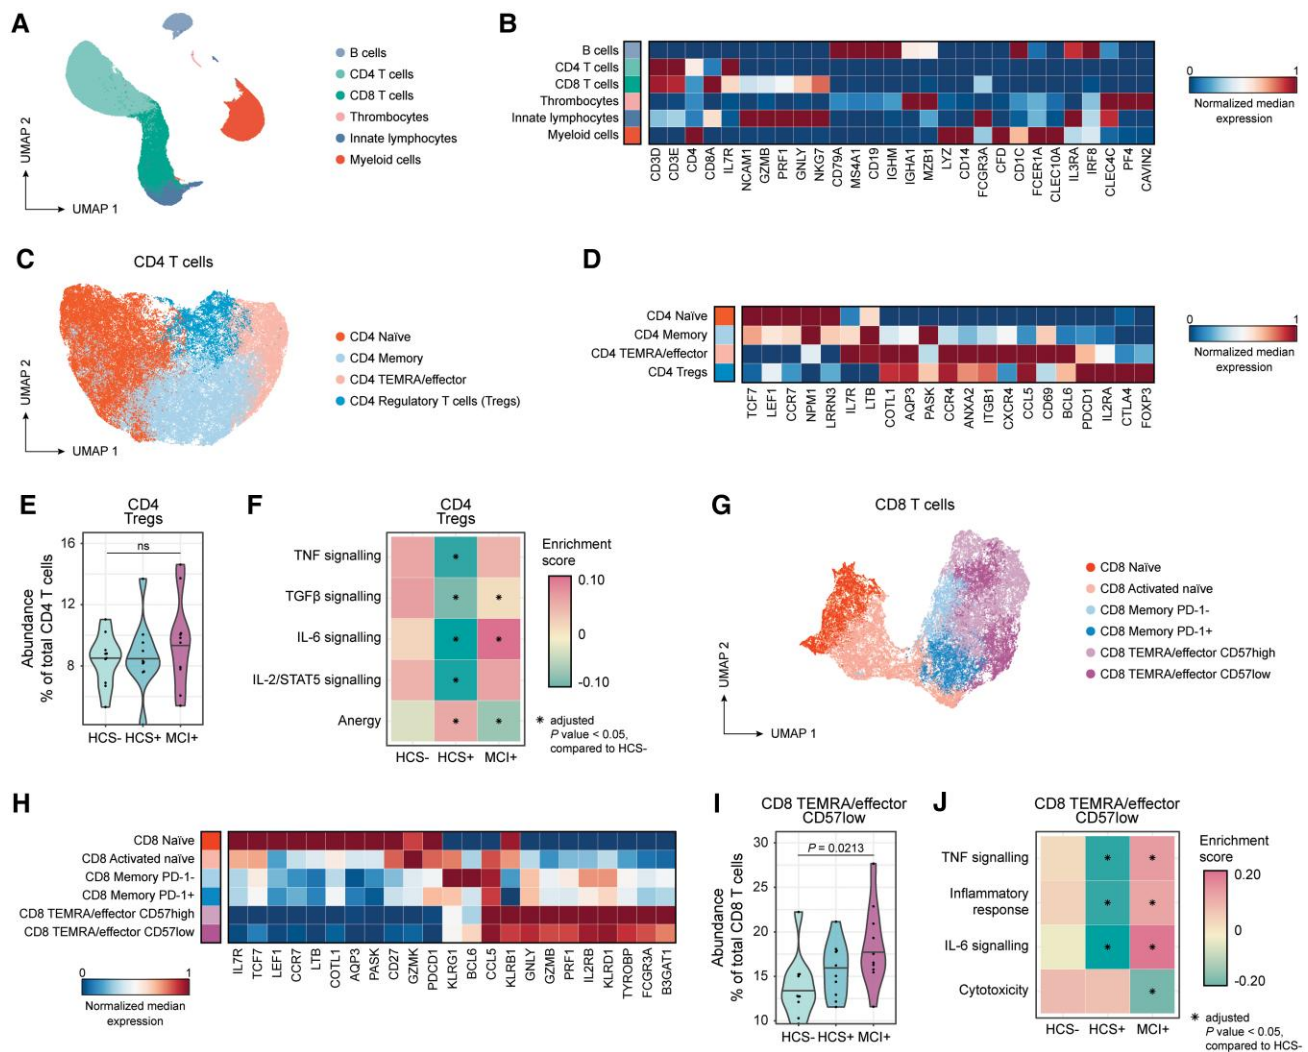 A
UMAP 2
UMAP 1
B cells
CD4 T cells
CD8 T cells
Thrombocytes
Innate lymphocytes
Myeloid cells
B
B cells
CD4 T cells
CD8 T cells
Thrombocytes
Innate lymphocytes
Myeloid cells
CD3D
CD3E
CD4
CD8A
IL7R
NCAM1
GZMB
PRF1
GNLY
NKG7
CD79A
MS4A1
CD19
IGHM
IGHA1
MZB1
LYZ
CD14
FCGR3A
CFD
CD1C
FCER1A
CLEC10A
IL3RA
IRF8
CLEC4C
PF4
CAVIN2
0 1
Normalized median
expression
C
CD4 T cells
UMAP 2
UMAP 1
CD4 Naïve
CD4 Memory
CD4 TEMRA/effector
CD4 Regulatory T cells (Tregs)
D
CD4 Naïve
CD4 Memory
CD4 TEMRA/effector
CD4 Tregs
TCF7
LEF1
CCR7
NPM1
LRRN3
IL7R
LTB
COTL1
AQP3
PASK
CCR4
ANXA2
ITGB1
CXCR4
CCL5
CD69
BCL6
PDCD1
IL2RA
CTLA4
FOXP3
0 1
Normalized median
expression
E
CD4
Tregs
Abundance
% of total CD4 T cells
16
12
8
ns
HCS- HCS+ MCI+
F
CD4
Tregs
TNF signalling
TGFβ signalling
IL-6 signalling
IL-2/STAT5 signalling
Anergy
* 
* *
* *
*
* *
HCS- HCS+ MCI+
Enrichment
score
0.10
0
-0.10
* adjusted
P value < 0.05,
compared to HCS-
G
CD8 T cells
UMAP 2
UMAP 1
CD8 Naïve
CD8 Activated naïve
CD8 Memory PD-1-
CD8 Memory PD-1+
CD8 TEMRA/effector CD57high
CD8 TEMRA/effector CD57low
H
CD8 Naïve
CD8 Activated naïve
CD8 Memory PD-1-
CD8 Memory PD-1+
CD8 TEMRA/effector CD57high
CD8 TEMRA/effector CD57low
IL7R
TCF7
LEF1
CCR7
LTB
COTL1
AQP3
PASK
CD27
GZMK
PDCD1
KLRG1
BCL6
CCL5
KLRB1
GNLY
GZMB
PRF1
IL2RB
KLRD1
TYROBP
FCGR3A
B3GAT1
0 1
Normalized median
expression
I
CD8 TEMRA/effector
CD57low
Abundance
% of total CD8 T cells
30
25
20
15
10
P = 0.0213
HCS- HCS+ MCI+
J
CD8 TEMRA/effector
CD57low
TNF signalling
Inflammatory
response
IL-6 signalling
Cytotoxicity
* *
* *
* *
*
HCS- HCS+ MCI+
Enrichment
score
0.20
0
-0.20
* adjusted
P value < 0.05,
compared to HCS-